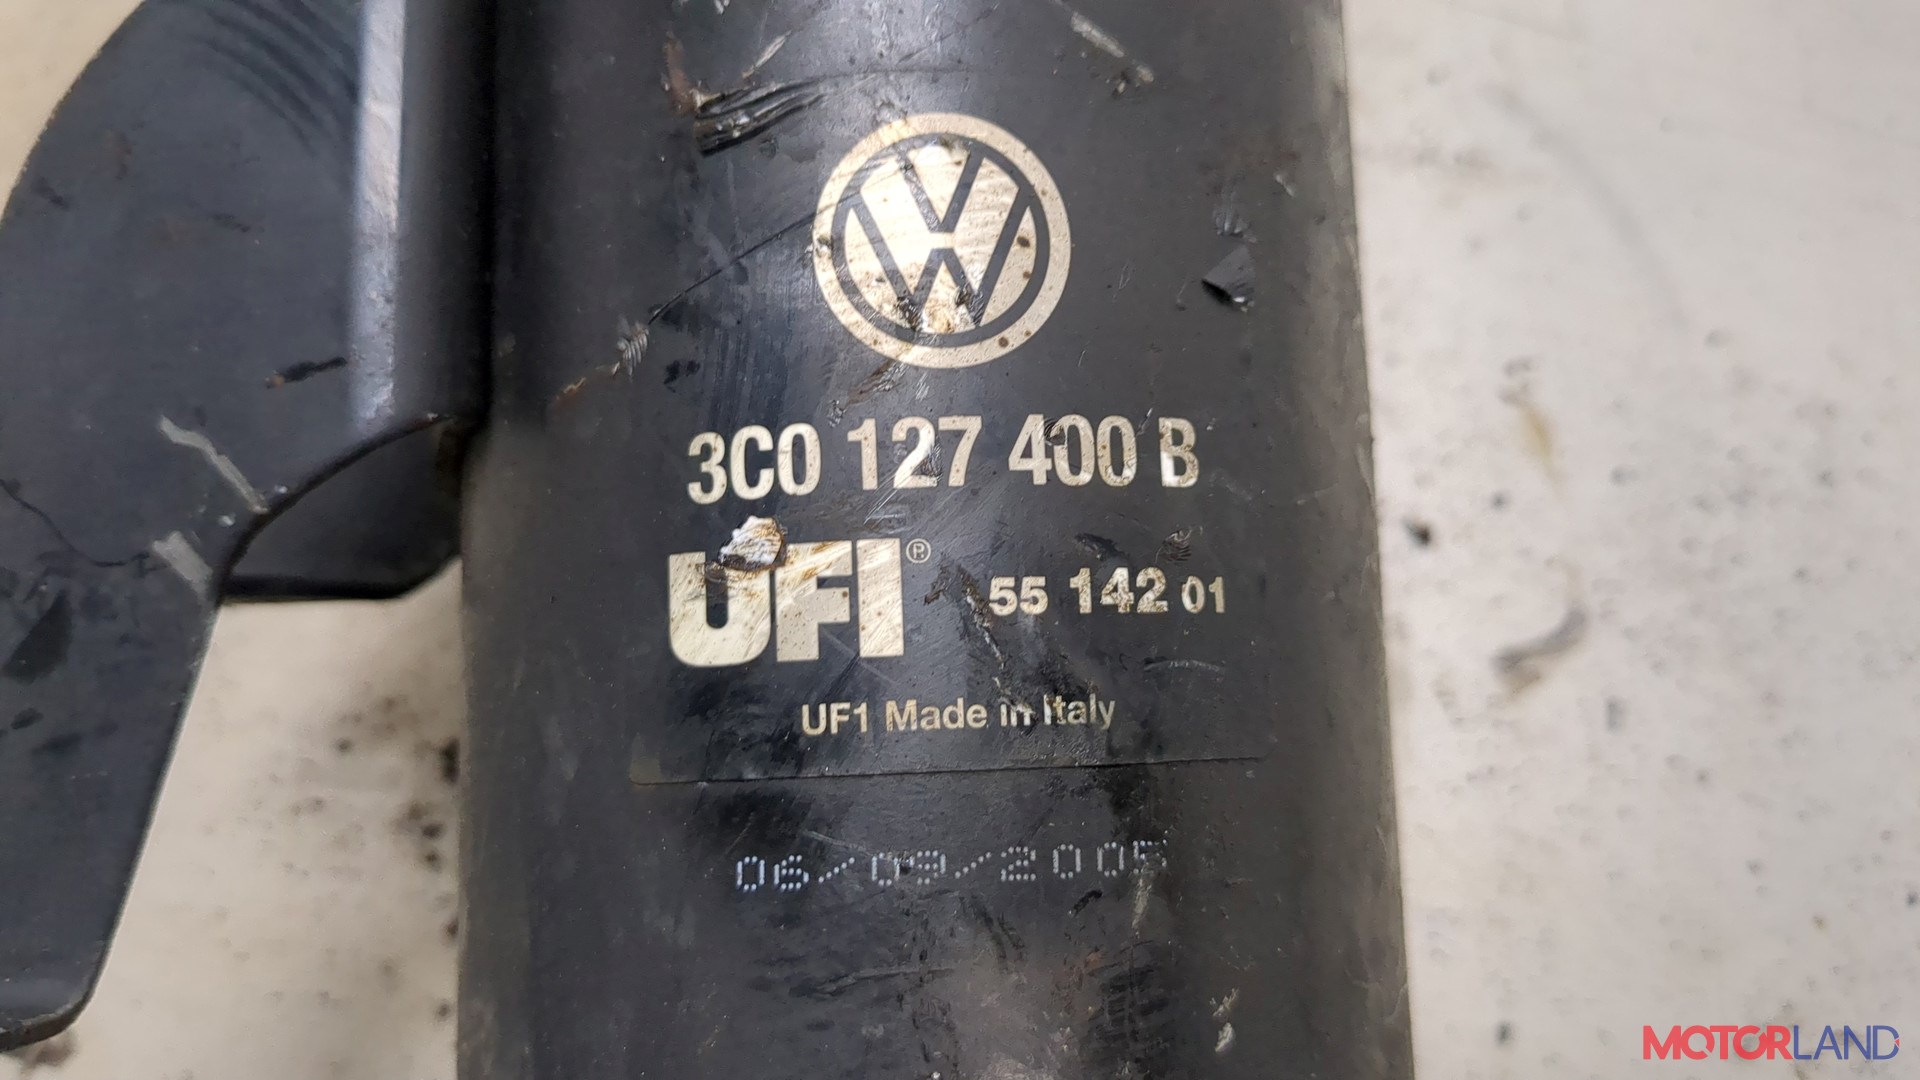 3C0 127 400 B
UFI® 55 142 01
UF1 Made in Italy
06/09/2005
MOTORLAND